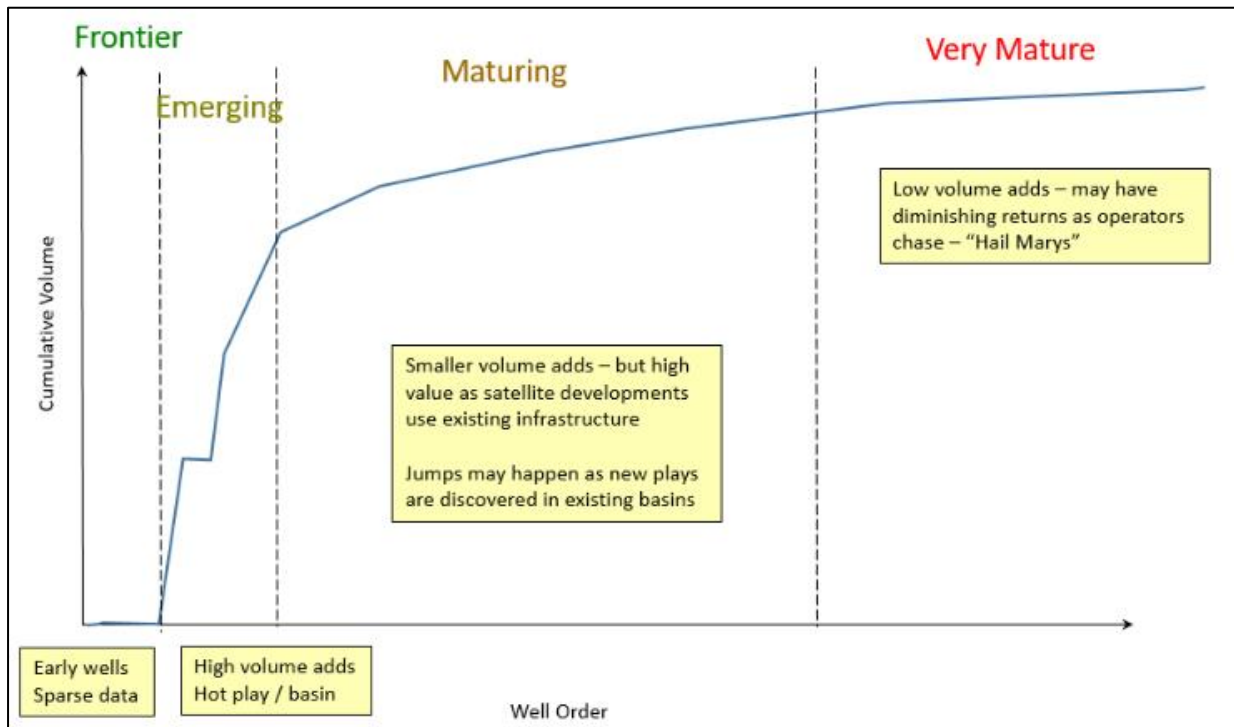 Frontier
Emerging
Maturing
Very Mature
Cumulative Volume
Low volume adds – may have
diminishing returns as operators
chase – “Hail Marys”
Smaller volume adds – but high
value as satellite developments
use existing infrastructure
Jumps may happen as new plays
are discovered in existing basins
Early wells
Sparse data
High volume adds
Hot play / basin
Well Order